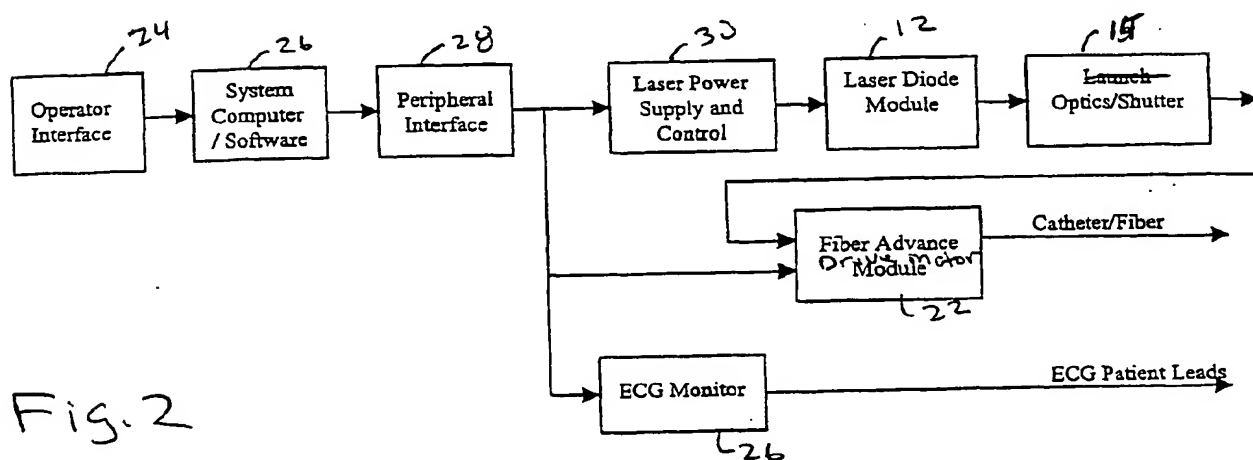 24
26
28
30
12
15
Operator
Interface
System
Computer
/ Software
Peripheral
Interface
Laser Power
Supply and
Control
Laser Diode
Module
Launch
Optics/Shutter
Fiber Advance
Drive Motor
Module
22
Catheter/Fiber
ECG Monitor
26
ECG Patient Leads
Fig. 2